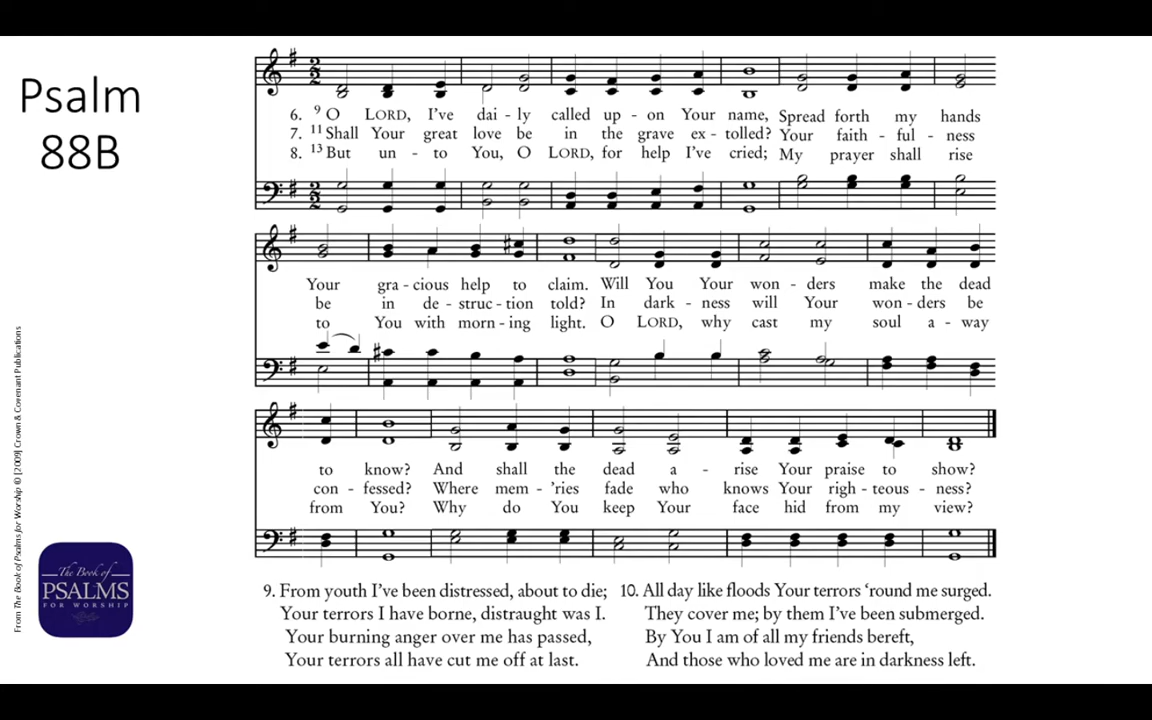 Psalm
88B
6. 9 O LORD, I've dai - ly called up - on Your name, Spread forth my hands
7. 11 Shall Your great love be in the grave ex - tolled? Your faith - ful - ness
8. 13 But un - to You, O LORD, for help I've cried; My prayer shall rise
Your gra - cious help to claim. Will You Your won - ders make the dead
be in de - struc - tion told? In dark - ness will Your won - ders be
to You with morn - ing light. O LORD, why cast my soul a - way
to know? And shall the dead a - rise Your praise to show?
con - fessed? Where mem - 'ries fade who knows Your righ - teous - ness?
from You? Why do You keep Your face hid from my view?
9. From youth I've been distressed, about to die;
Your terrors I have borne, distraught was I.
Your burning anger over me has passed,
Your terrors all have cut me off at last.
10. All day like floods Your terrors 'round me surged.
They cover me; by them I've been submerged.
By You I am of all my friends bereft,
And those who loved me are in darkness left.
From The Book of Psalms for Worship © [2009] Crown & Covenant Publications
The Book of
PSALMS
FOR WORSHIP